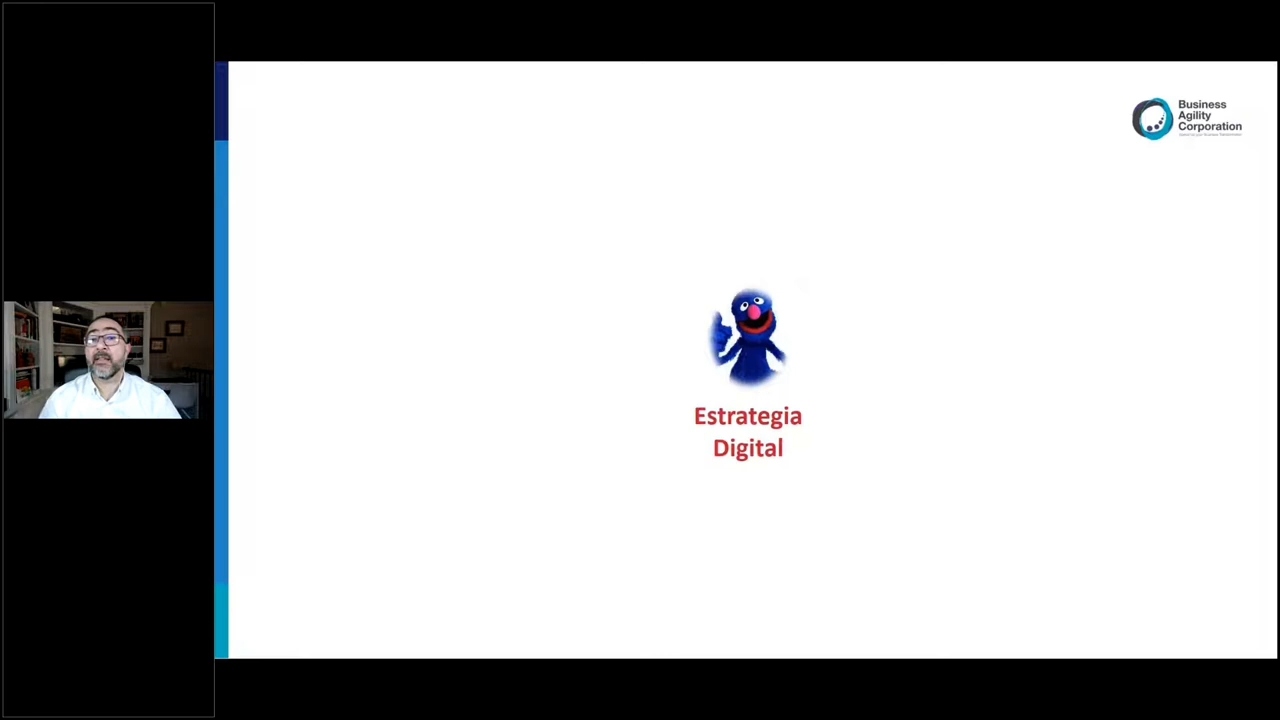 Business
Agility
Corporation
Estrategia
Digital